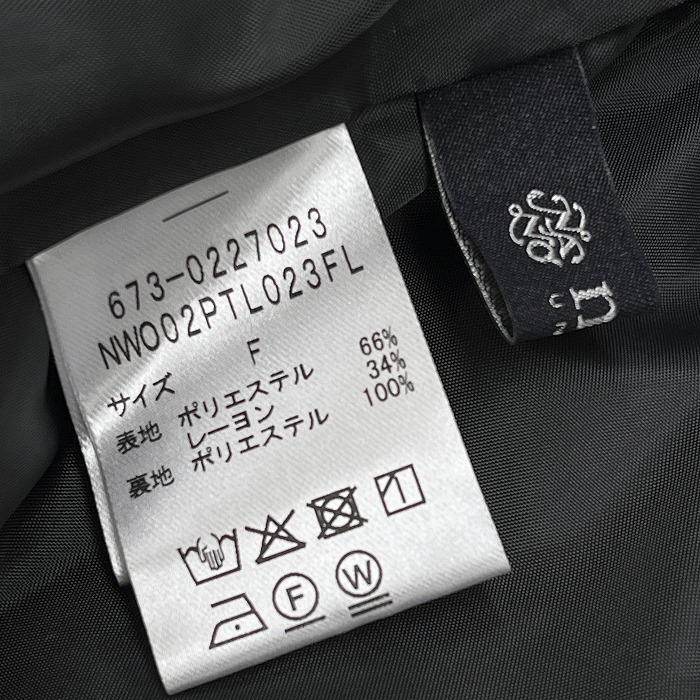 673-0227023
NWO02PTL023FL
サイズ F
表地 ポリエステル 66%
レーヨン 34%
裏地 ポリエステル 100%
F
W
n